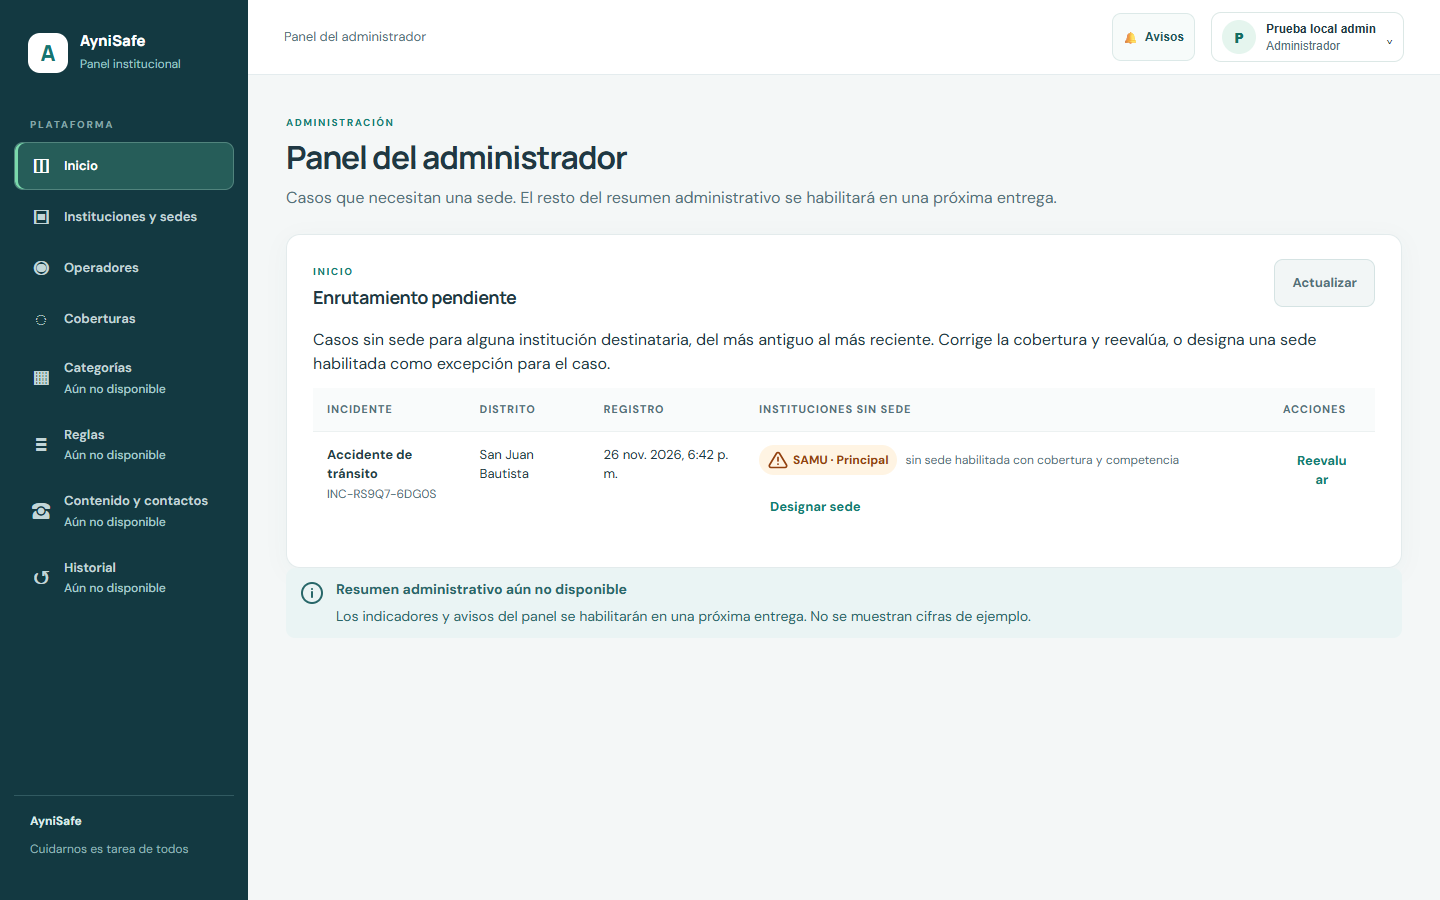 A
AyniSafe
Panel institucional
PLATAFORMA
Inicio
Instituciones y sedes
Operadores
Coberturas
Categorías
Aún no disponible
Reglas
Aún no disponible
Contenido y contactos
Aún no disponible
Historial
Aún no disponible
AyniSafe
Cuidarnos es tarea de todos
Panel del administrador
Avisos
P
Prueba local admin
Administrador
ADMINISTRACIÓN
Panel del administrador
Casos que necesitan una sede. El resto del resumen administrativo se habilitará en una próxima entrega.
INICIO
Enrutamiento pendiente
Actualizar
Casos sin sede para alguna institución destinataria, del más antiguo al más reciente. Corrige la cobertura y reevalúa, o designa una sede
habilitada como excepción para el caso.
INCIDENTE DISTRITO REGISTRO INSTITUCIONES SIN SEDE ACCIONES
Accidente de
tránsito
INC-RS9Q7-6DG0S
San Juan
Bautista
26 nov. 2026, 6:42 p.
m.
SAMU · Principal sin sede habilitada con cobertura y competencia
Designar sede
Reevalu
ar
Resumen administrativo aún no disponible
Los indicadores y avisos del panel se habilitarán en una próxima entrega. No se muestran cifras de ejemplo.